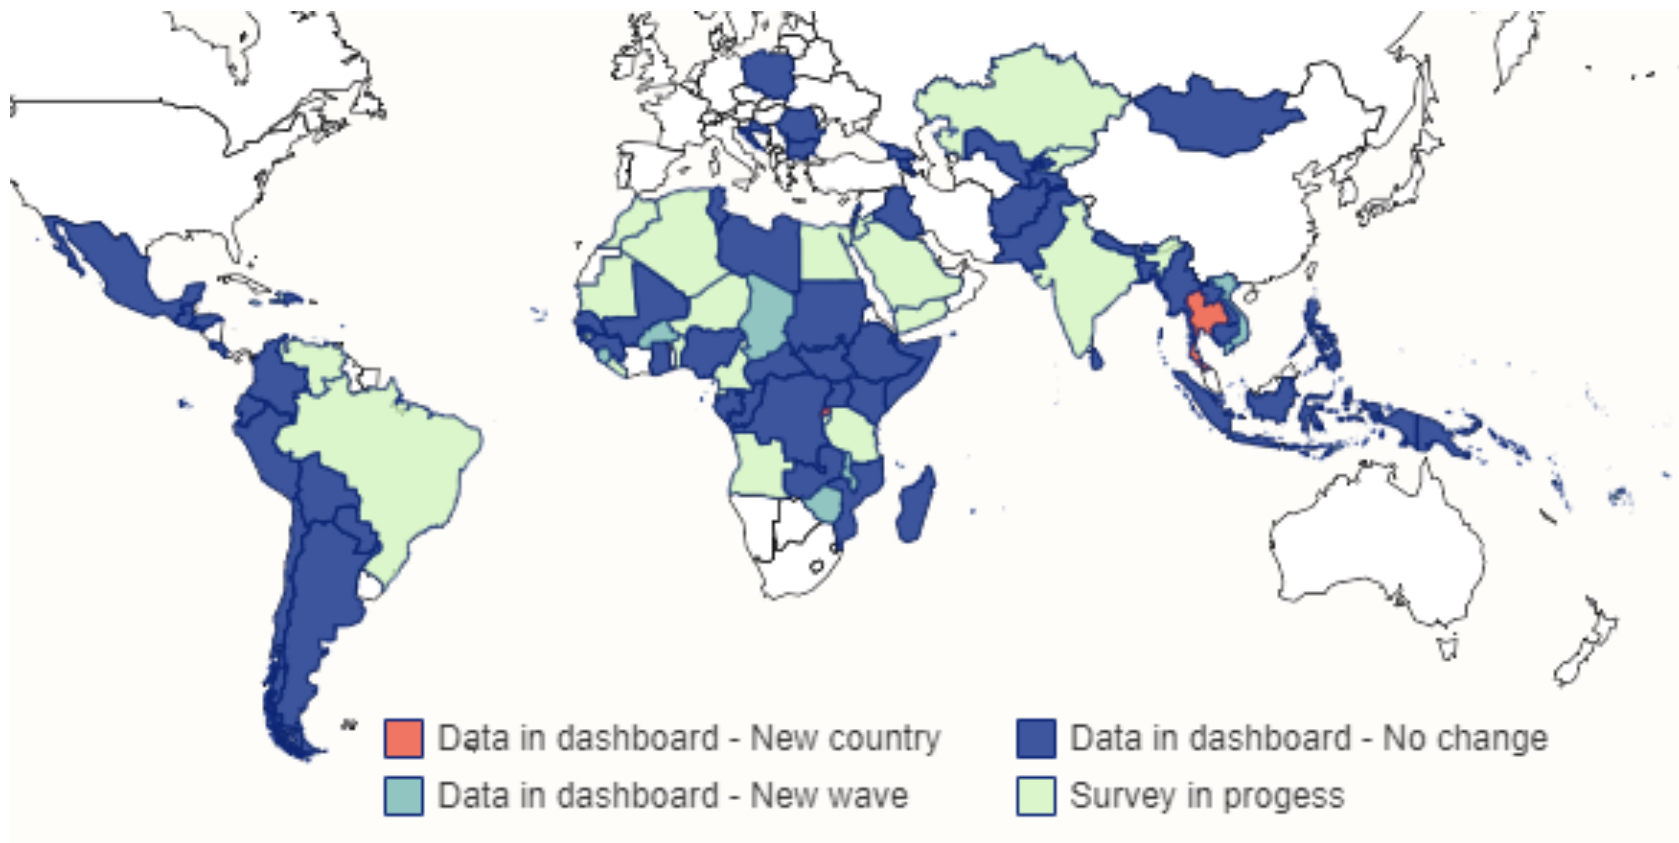 Data in dashboard - New country
Data in dashboard - No change
Data in dashboard - New wave
Survey in progess